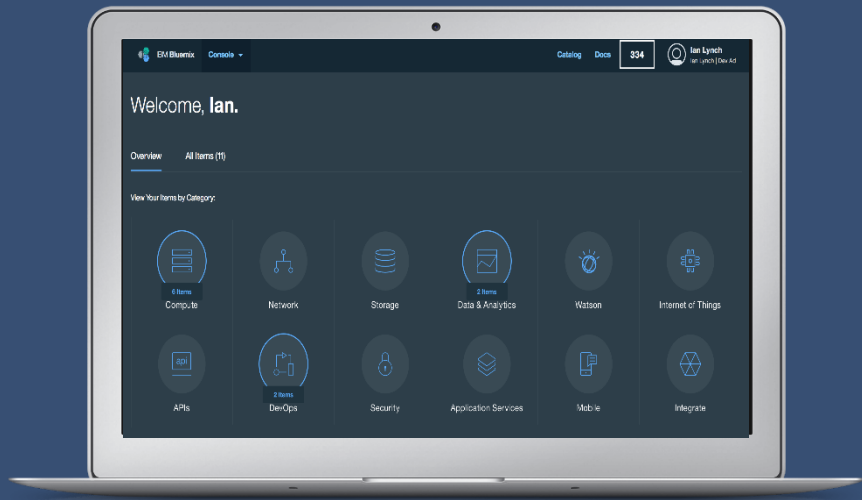 IBM Bluemix Console Catalog Docs 334 Ian Lynch
Ian Lynch | Dev Ad
Welcome, Ian.
Overview All Items (11)
View Your Items by Category:
6 Items 2 Items
Compute Network Storage Data & Analytics Watson Internet of Things
api
2 Items
APIs DevOps Security Application Services Mobile Integrate